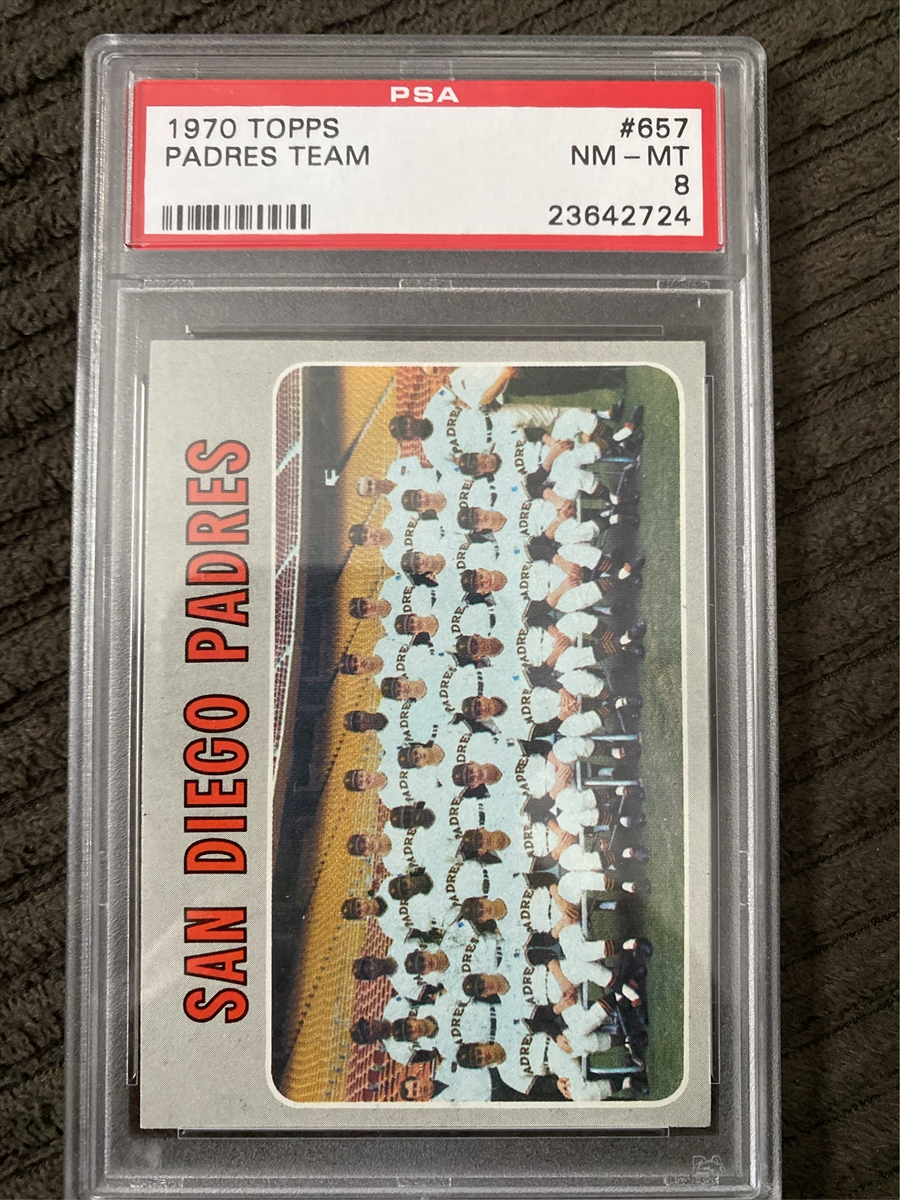 PSA
1970 TOPPS #657
PADRES TEAM NM - MT
8
23642724
SAN DIEGO PADRES